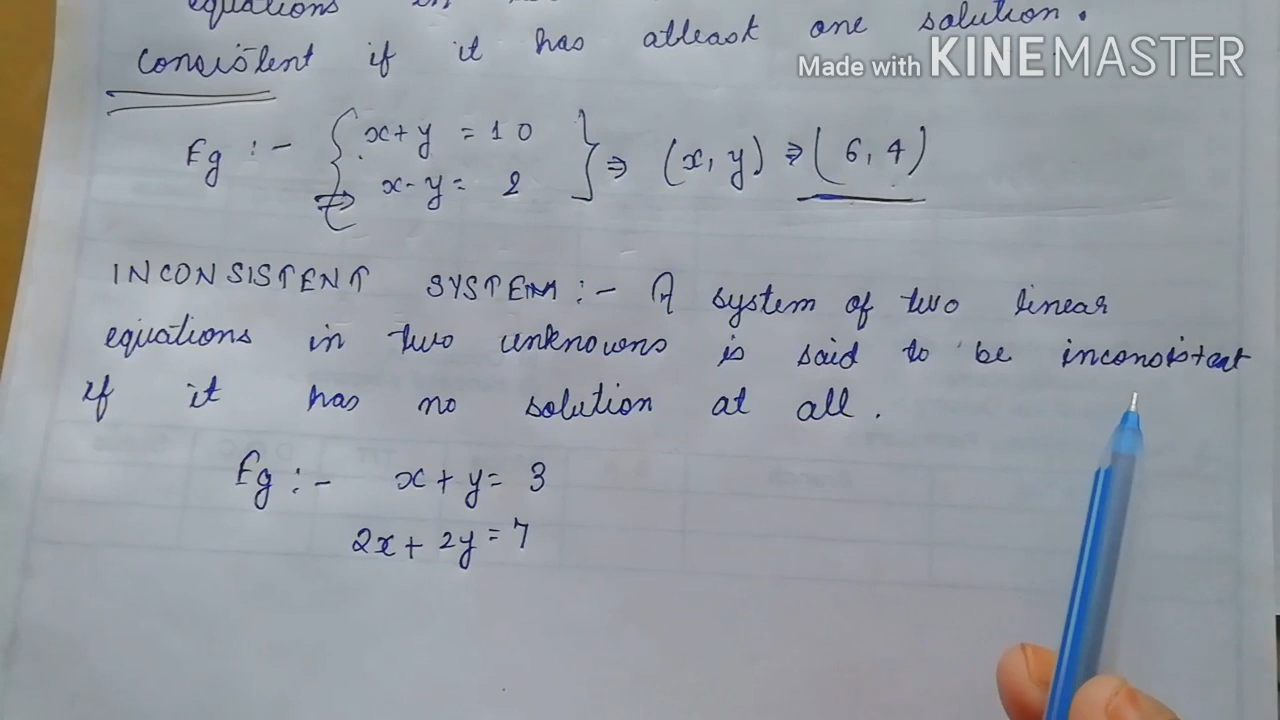 equations in
consistent if it has atleast one solution.
Made with KINEMASTER
Eg :- { x+y = 10
x-y = 2 } ⇒ (x, y) ⇒ (6, 4)
INCONSISTENT SYSTEM :- A system of two linear
equations in two unknowns is said to be inconsistent
if it has no solution at all.
Eg :- x + y = 3
2x + 2y = 7